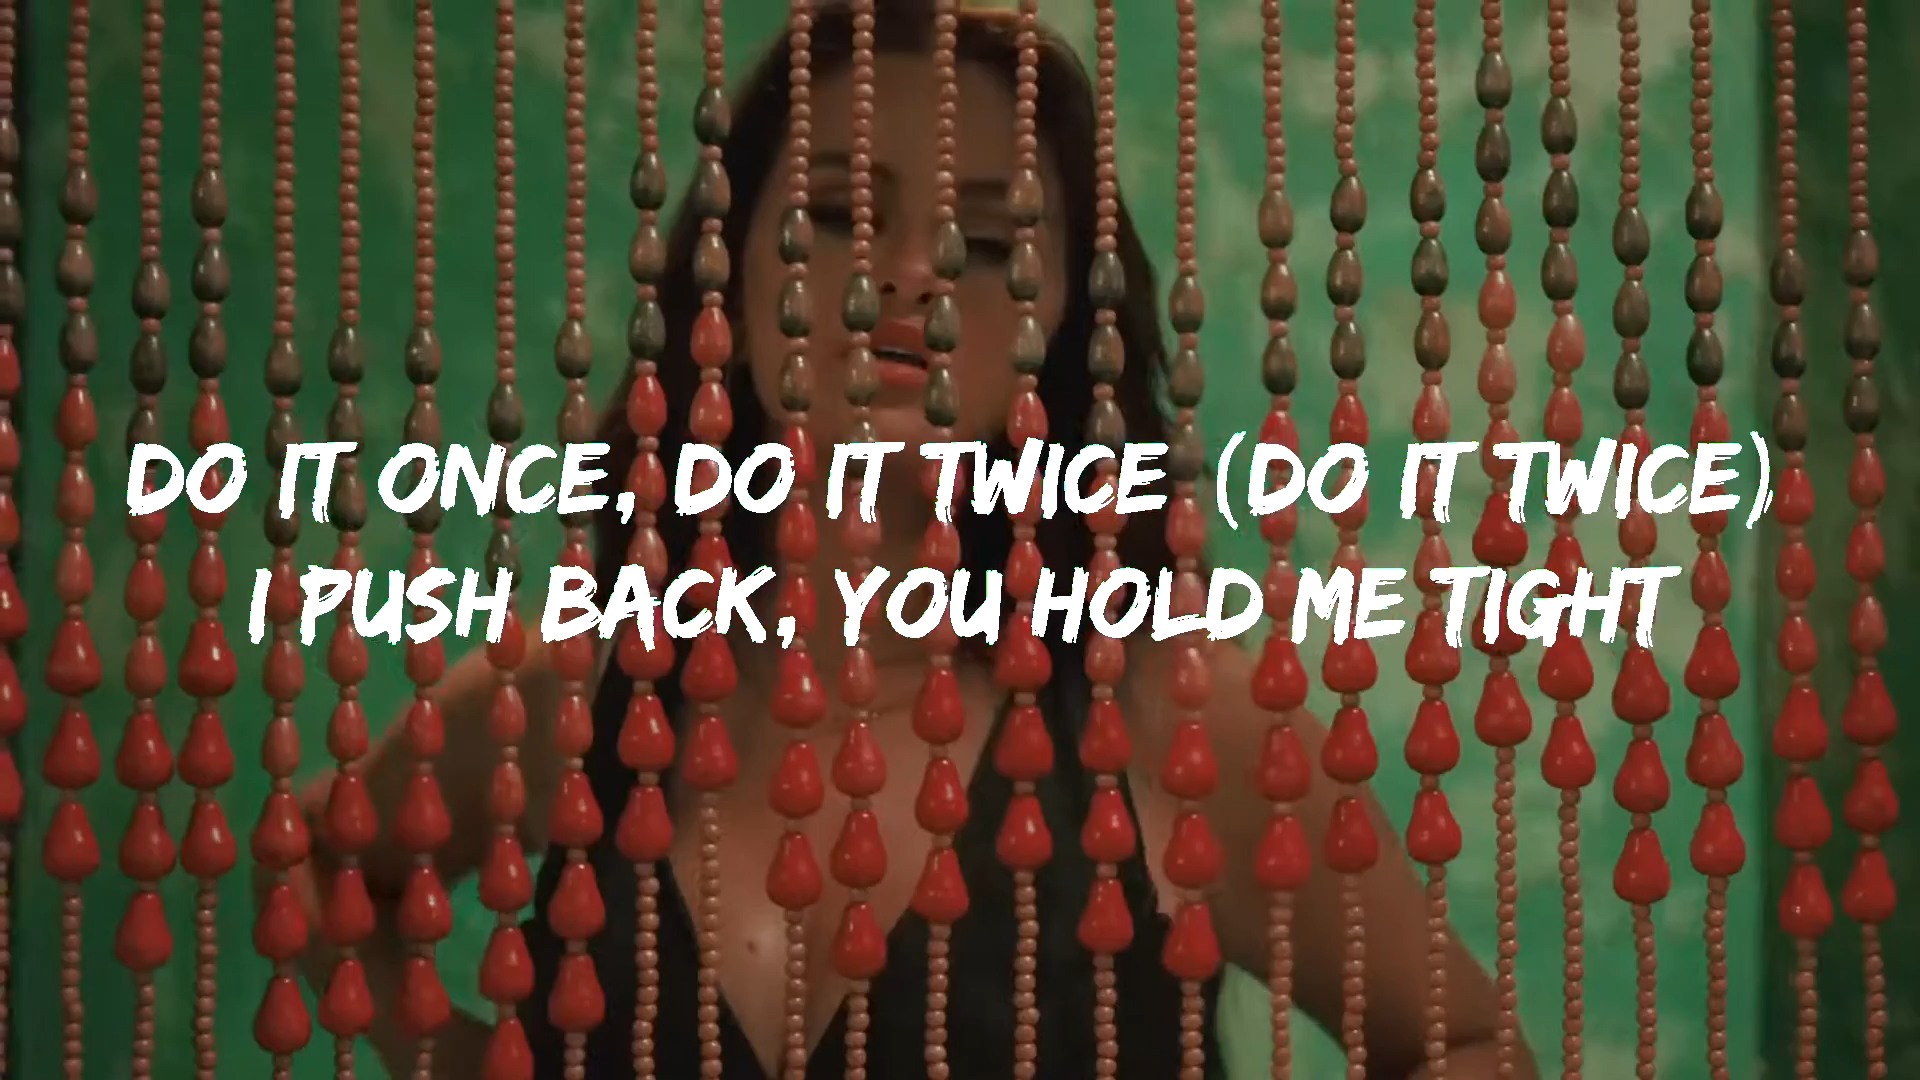 DO IT ONCE, DO IT TWICE (DO IT TWICE)
I PUSH BACK, YOU HOLD ME TIGHT